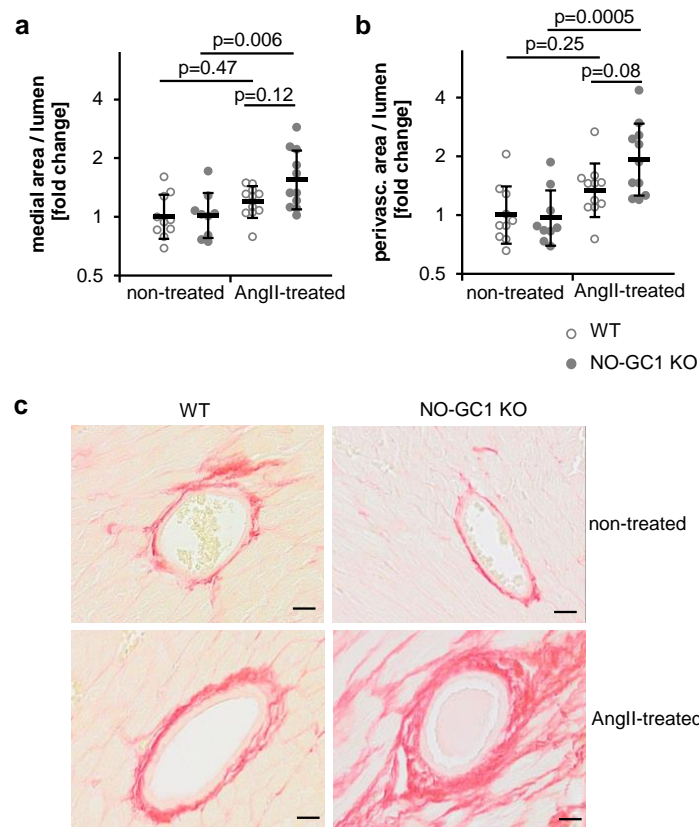 a
p=0.006
p=0.47
p=0.12
medial area / lumen
[fold change]
4
2
1
0.5
non-treated AngII-treated
b
p=0.0005
p=0.25
p=0.08
perivasc. area / lumen
[fold change]
4
2
1
0.5
non-treated AngII-treated
WT
NO-GC1 KO
c
WT NO-GC1 KO
non-treated
AngII-treated